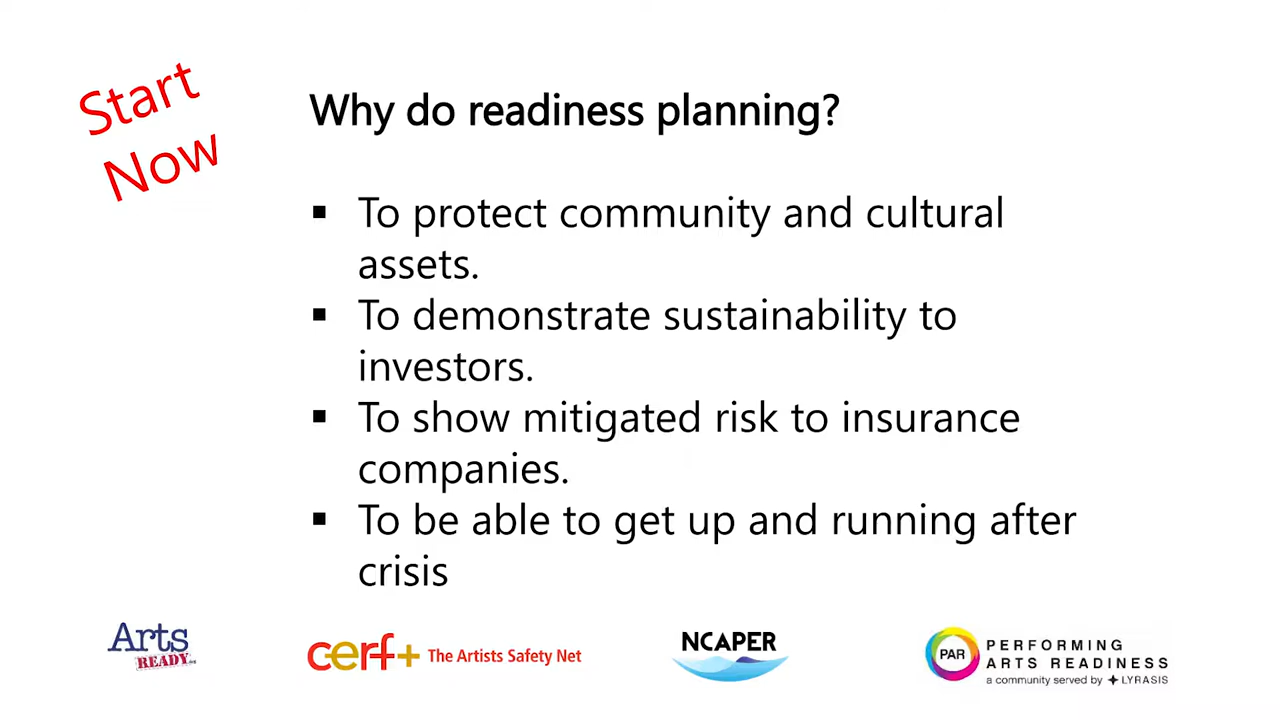 Start
Now
Why do readiness planning?
▪ To protect community and cultural
assets.
▪ To demonstrate sustainability to
investors.
▪ To show mitigated risk to insurance
companies.
▪ To be able to get up and running after
crisis
Arts
READY.org
cerf+ The Artists Safety Net
NCAPER
PAR
PERFORMING
ARTS READINESS
a community served by LYRASIS